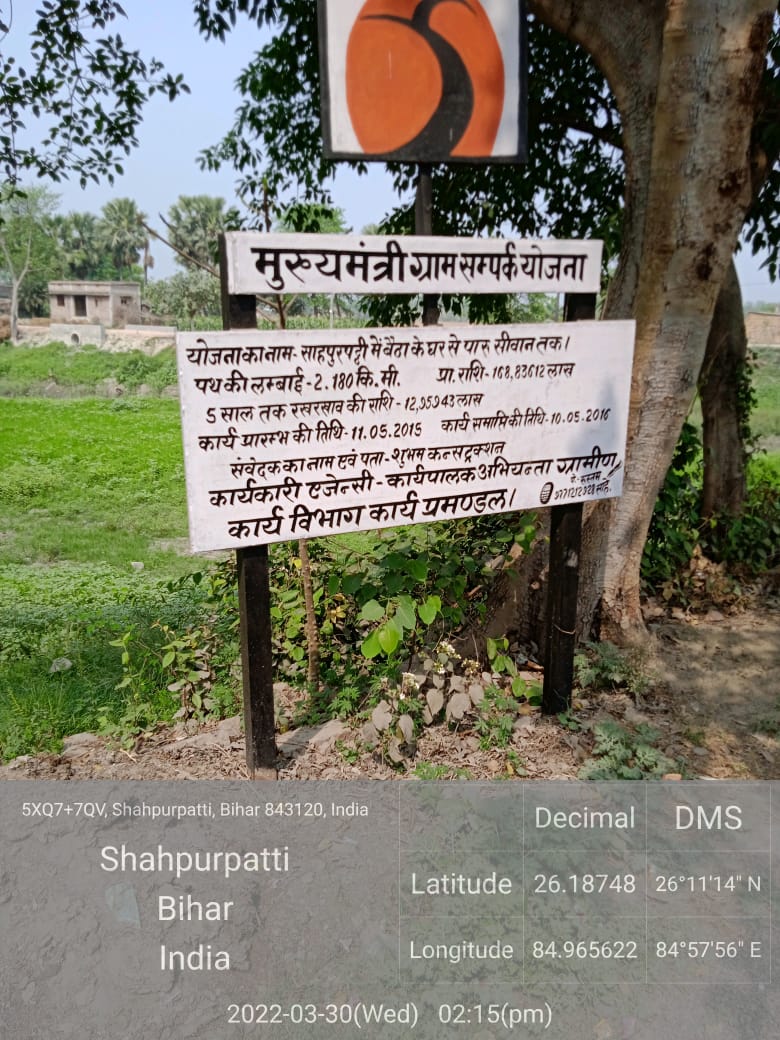 मुख्यमंत्री ग्राम सम्पर्क योजना
योजना का नाम- साहपुरपट्टी में बैठा के घर से पारू सीवान तक।
पथ की लम्बाई- 2.180 कि.मी. प्रा. राशि- 168,83612 लाख
5 साल तक रखरखाव की राशि- 12,95943 लाख
कार्य प्रारम्भ की तिथि- 11.05.2015 कार्य समाप्ति की तिथि- 10.05.2016
संवेदक का नाम एवं पता- शुभम कन्सट्रक्शन
कार्यकारी एजेन्सी - कार्यपालक अभियन्ता ग्रामीण
कार्य विभाग कार्य प्रमण्डल।
5XQ7+7QV, Shahpurpatti, Bihar 843120, India
Shahpurpatti
Bihar
India
Decimal DMS
Latitude 26.18748 26°11'14" N
Longitude 84.965622 84°57'56" E
2022-03-30(Wed) 02:15(pm)